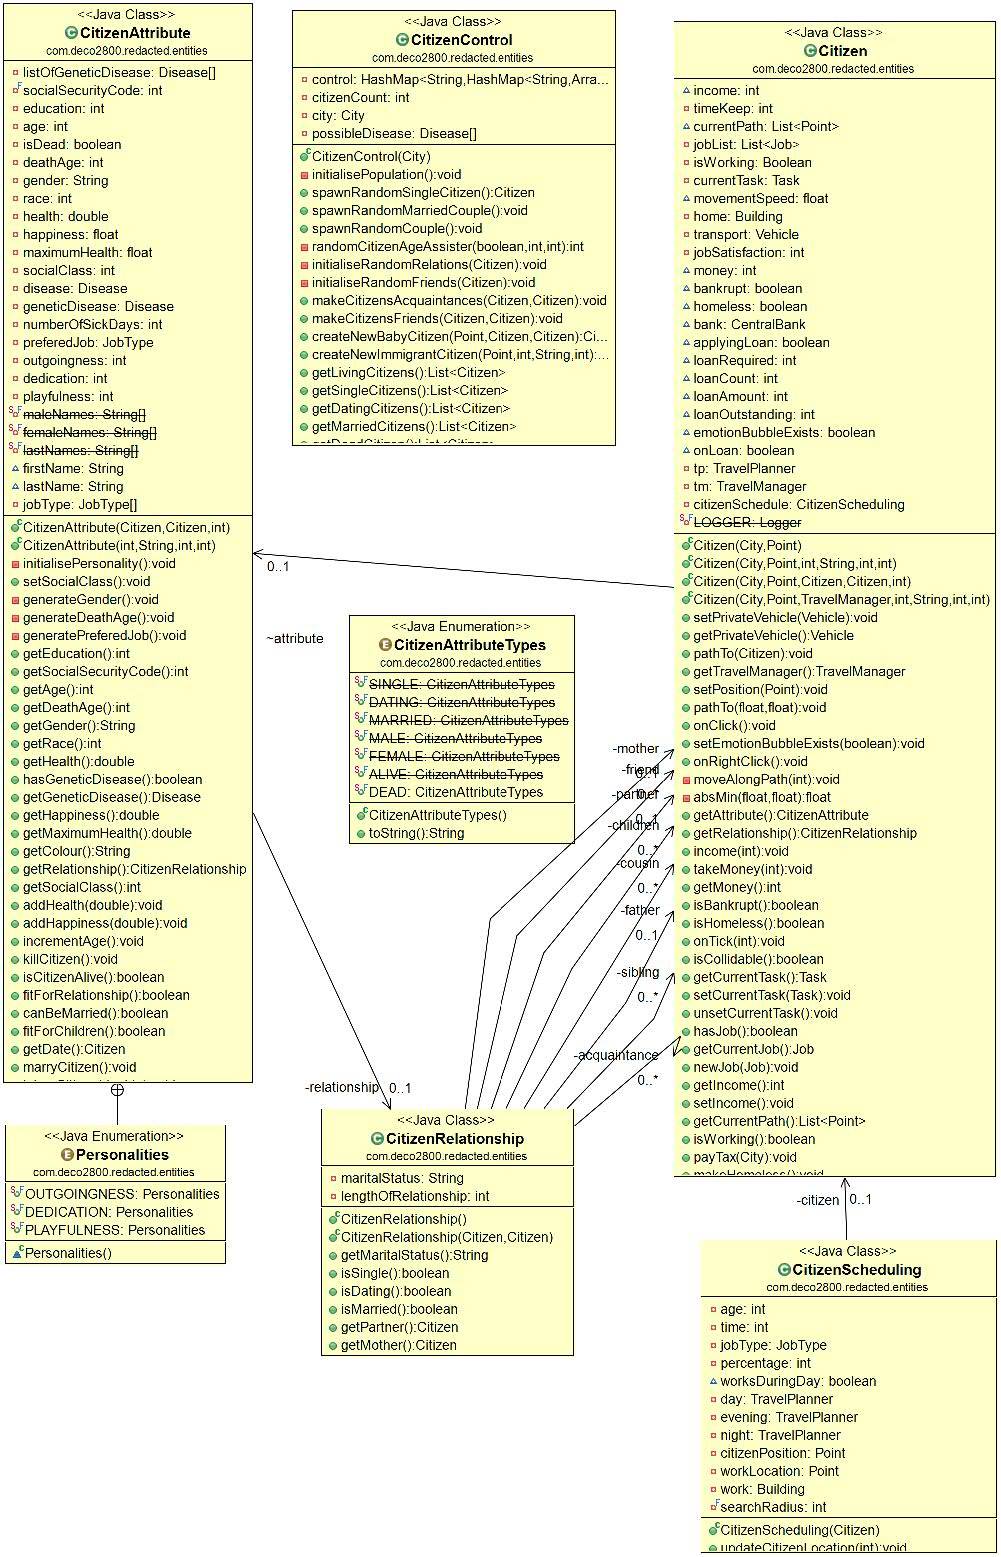 <<Java Class>>
CitizenAttribute
com.deco2800.redacted.entities
listOfGeneticDisease: Disease[]
socialSecurityCode: int
education: int
age: int
isDead: boolean
deathAge: int
gender: String
race: int
health: double
happiness: float
maximumHealth: float
socialClass: int
disease: Disease
geneticDisease: Disease
numberOfSickDays: int
preferedJob: JobType
outgoingness: int
dedication: int
playfulness: int
maleNames: String[]
femaleNames: String[]
lastNames: String[]
firstName: String
lastName: String
jobType: JobType[]
CitizenAttribute(Citizen,Citizen,int)
CitizenAttribute(int,String,int,int)
initialisePersonality():void
setSocialClass():void
generateGender():void
generateDeathAge():void
generatePreferedJob():void
getEducation():int
getSocialSecurityCode():int
getAge():int
getDeathAge():int
getGender():String
getRace():int
getHealth():double
hasGeneticDisease():boolean
getGeneticDisease():Disease
getHappiness():double
getMaximumHealth():double
getColour():String
getRelationship():CitizenRelationship
getSocialClass():int
addHealth(double):void
addHappiness(double):void
incrementAge():void
killCitizen():void
isCitizenAlive():boolean
fitForRelationship():boolean
canBeMarried():boolean
fitForChildren():boolean
getDate():Citizen
marryCitizen():void
<<Java Enumeration>>
Personalities
com.deco2800.redacted.entities
OUTGOINGNESS: Personalities
DEDICATION: Personalities
PLAYFULNESS: Personalities
Personalities()
<<Java Class>>
CitizenControl
com.deco2800.redacted.entities
control: HashMap<String,HashMap<String,Arra...
citizenCount: int
city: City
possibleDisease: Disease[]
CitizenControl(City)
initialisePopulation():void
spawnRandomSingleCitizen():Citizen
spawnRandomMarriedCouple():void
spawnRandomCouple():void
randomCitizenAgeAssister(boolean,int,int):int
initialiseRandomRelations(Citizen):void
initialiseRandomFriends(Citizen):void
makeCitizensAcquaintances(Citizen,Citizen):void
makeCitizensFriends(Citizen,Citizen):void
createNewBabyCitizen(Point,Citizen,Citizen):Ci...
createNewImmigrantCitizen(Point,int,String,int):...
getLivingCitizens():List<Citizen>
getSingleCitizens():List<Citizen>
getDatingCitizens():List<Citizen>
getMarriedCitizens():List<Citizen>
getDeadCitizens():List<Citizen>
0..1
~attribute
<<Java Enumeration>>
CitizenAttributeTypes
com.deco2800.redacted.entities
SINGLE: CitizenAttributeTypes
DATING: CitizenAttributeTypes
MARRIED: CitizenAttributeTypes
MALE: CitizenAttributeTypes
FEMALE: CitizenAttributeTypes
ALIVE: CitizenAttributeTypes
DEAD: CitizenAttributeTypes
CitizenAttributeTypes()
toString():String
-mother
0..1
-friend
0..*
-partner
0..1
-children
0..*
-cousin
0..*
-father
0..1
-sibling
0..*
-acquaintance
0..*
-relationship
0..1
<<Java Class>>
CitizenRelationship
com.deco2800.redacted.entities
maritalStatus: String
lengthOfRelationship: int
CitizenRelationship()
CitizenRelationship(Citizen,Citizen)
getMaritalStatus():String
isSingle():boolean
isDating():boolean
isMarried():boolean
getPartner():Citizen
getMother():Citizen
<<Java Class>>
Citizen
com.deco2800.redacted.entities
income: int
timeKeep: int
currentPath: List<Point>
jobList: List<Job>
isWorking: Boolean
currentTask: Task
movementSpeed: float
home: Building
transport: Vehicle
jobSatisfaction: int
money: int
bankrupt: boolean
homeless: boolean
bank: CentralBank
applyingLoan: boolean
loanRequired: int
loanCount: int
loanAmount: int
loanOutstanding: int
emotionBubbleExists: boolean
onLoan: boolean
tp: TravelPlanner
tm: TravelManager
citizenSchedule: CitizenScheduling
LOGGER: Logger
Citizen(City,Point)
Citizen(City,Point,int,String,int,int)
Citizen(City,Point,Citizen,Citizen,int)
Citizen(City,Point,TravelManager,int,String,int,int)
setPrivateVehicle(Vehicle):void
getPrivateVehicle():Vehicle
pathTo(Citizen):void
getTravelManager():TravelManager
setPosition(Point):void
pathTo(float,float):void
onClick():void
setEmotionBubbleExists(boolean):void
onRightClick():void
moveAlongPath(int):void
absMin(float,float):float
getAttribute():CitizenAttribute
getRelationship():CitizenRelationship
income(int):void
takeMoney(int):void
getMoney():int
isBankrupt():boolean
isHomeless():boolean
onTick(int):void
isCollidable():boolean
getCurrentTask():Task
setCurrentTask(Task):void
unsetCurrentTask():void
hasJob():boolean
getCurrentJob():Job
newJob(Job):void
getIncome():int
setIncome():void
getCurrentPath():List<Point>
isWorking():boolean
payTax(City):void
makeHomeless():void
-citizen
0..1
<<Java Class>>
CitizenScheduling
com.deco2800.redacted.entities
age: int
time: int
jobType: JobType
percentage: int
worksDuringDay: boolean
day: TravelPlanner
evening: TravelPlanner
night: TravelPlanner
citizenPosition: Point
workLocation: Point
work: Building
searchRadius: int
CitizenScheduling(Citizen)
updateCitizenLocation(int):void